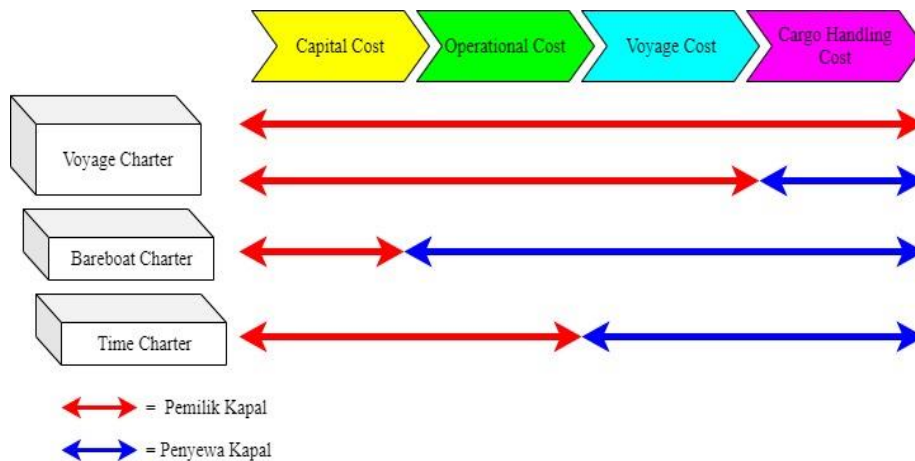 Capital Cost
Operational Cost
Voyage Cost
Cargo Handling
Cost
Voyage Charter
Bareboat Charter
Time Charter
= Pemilik Kapal
= Penyewa Kapal